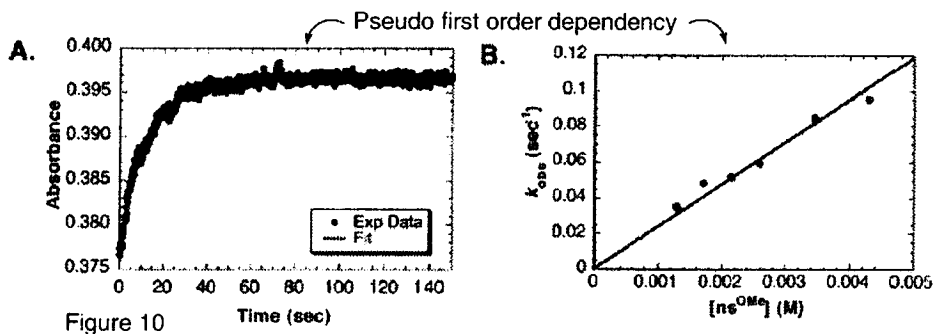 Pseudo first order dependency
A.
0.400
0.395
0.390
0.385
0.380
0.375
Absorbance
Exp Data
Fit
0 20 40 60 80 100 120 140
Time (sec)
B.
0.12
0.1
0.08
0.06
0.04
0.02
0
k_obs (sec⁻¹)
0 0.001 0.002 0.003 0.004 0.005
[ns^OMe] (M)
Figure 10